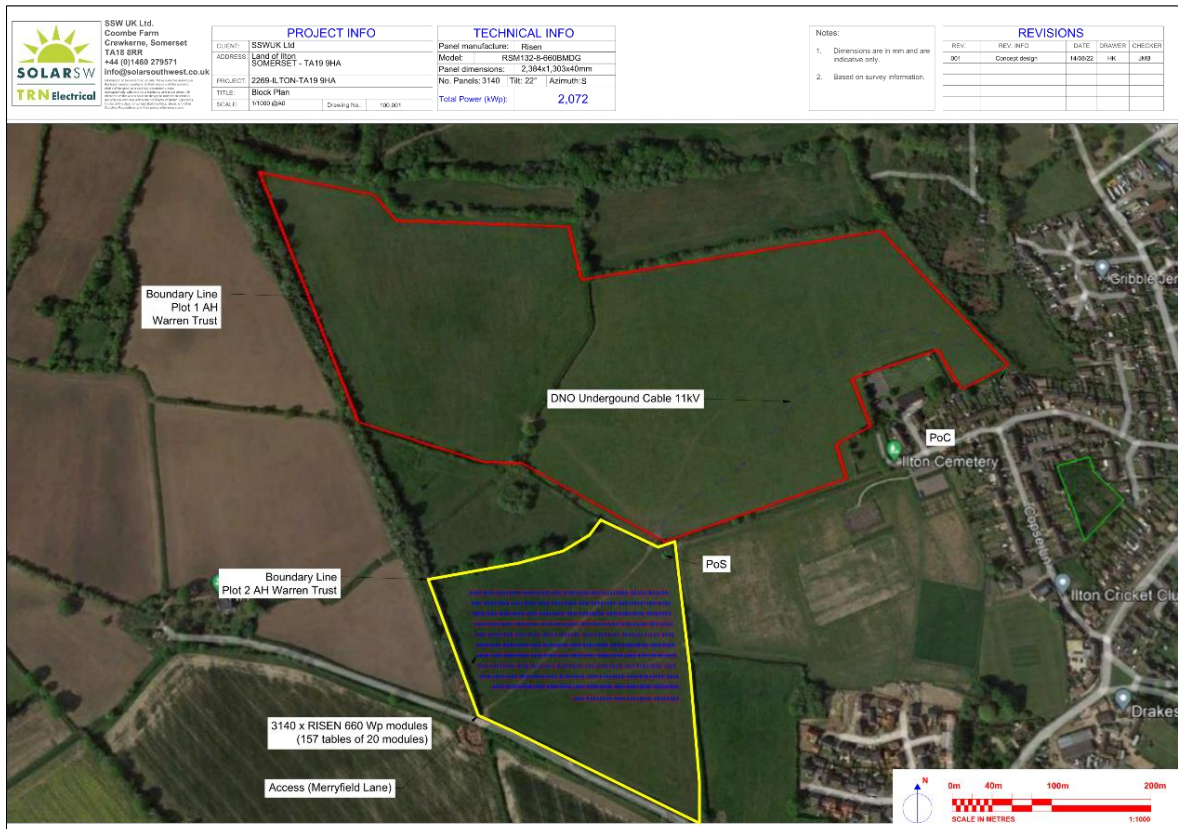 SOLARSW
TRN Electrical
SSW UK Ltd.
Coombe Farm
Crewkerne, Somerset
TA18 8RR
+44 (0)1460 279571
info@solarsouthwest.co.uk
PROJECT INFO
CLIENT: SSWUK Ltd
ADDRESS: Land of Ilton
SOMERSET - TA19 9HA
PROJECT: 2269-ILTON-TA19 9HA
TITLE: Block Plan
SCALE: 1/1000 @A0 Drawing No.. 100.001
TECHNICAL INFO
Panel manufacture: Risen
Model: RSM132-8-660BMDG
Panel dimensions: 2,384x1,303x40mm
No. Panels: 3140 Tilt: 22° Azimuth:S
Total Power (kWp): 2,072
Notes:
1. Dimensions are in mm and are
indicative only.
2. Based on survey information.
REVISIONS
REV. REV. INFO DATE DRAWER CHECKER
001 Concept design 14/08/22 HK JMB
Boundary Line
Plot 1 AH
Warren Trust
Gribble Jer
DNO Undergound Cable 11kV
PoC
Ilton Cemetery
Copse Ln
PoS
Boundary Line
Plot 2 AH Warren Trust
Ilton Cricket Clu
3140 x RISEN 660 Wp modules
(157 tables of 20 modules)
Drakes
Access (Merryfield Lane)
N
0m 40m 100m 200m
SCALE IN METRES 1:1000